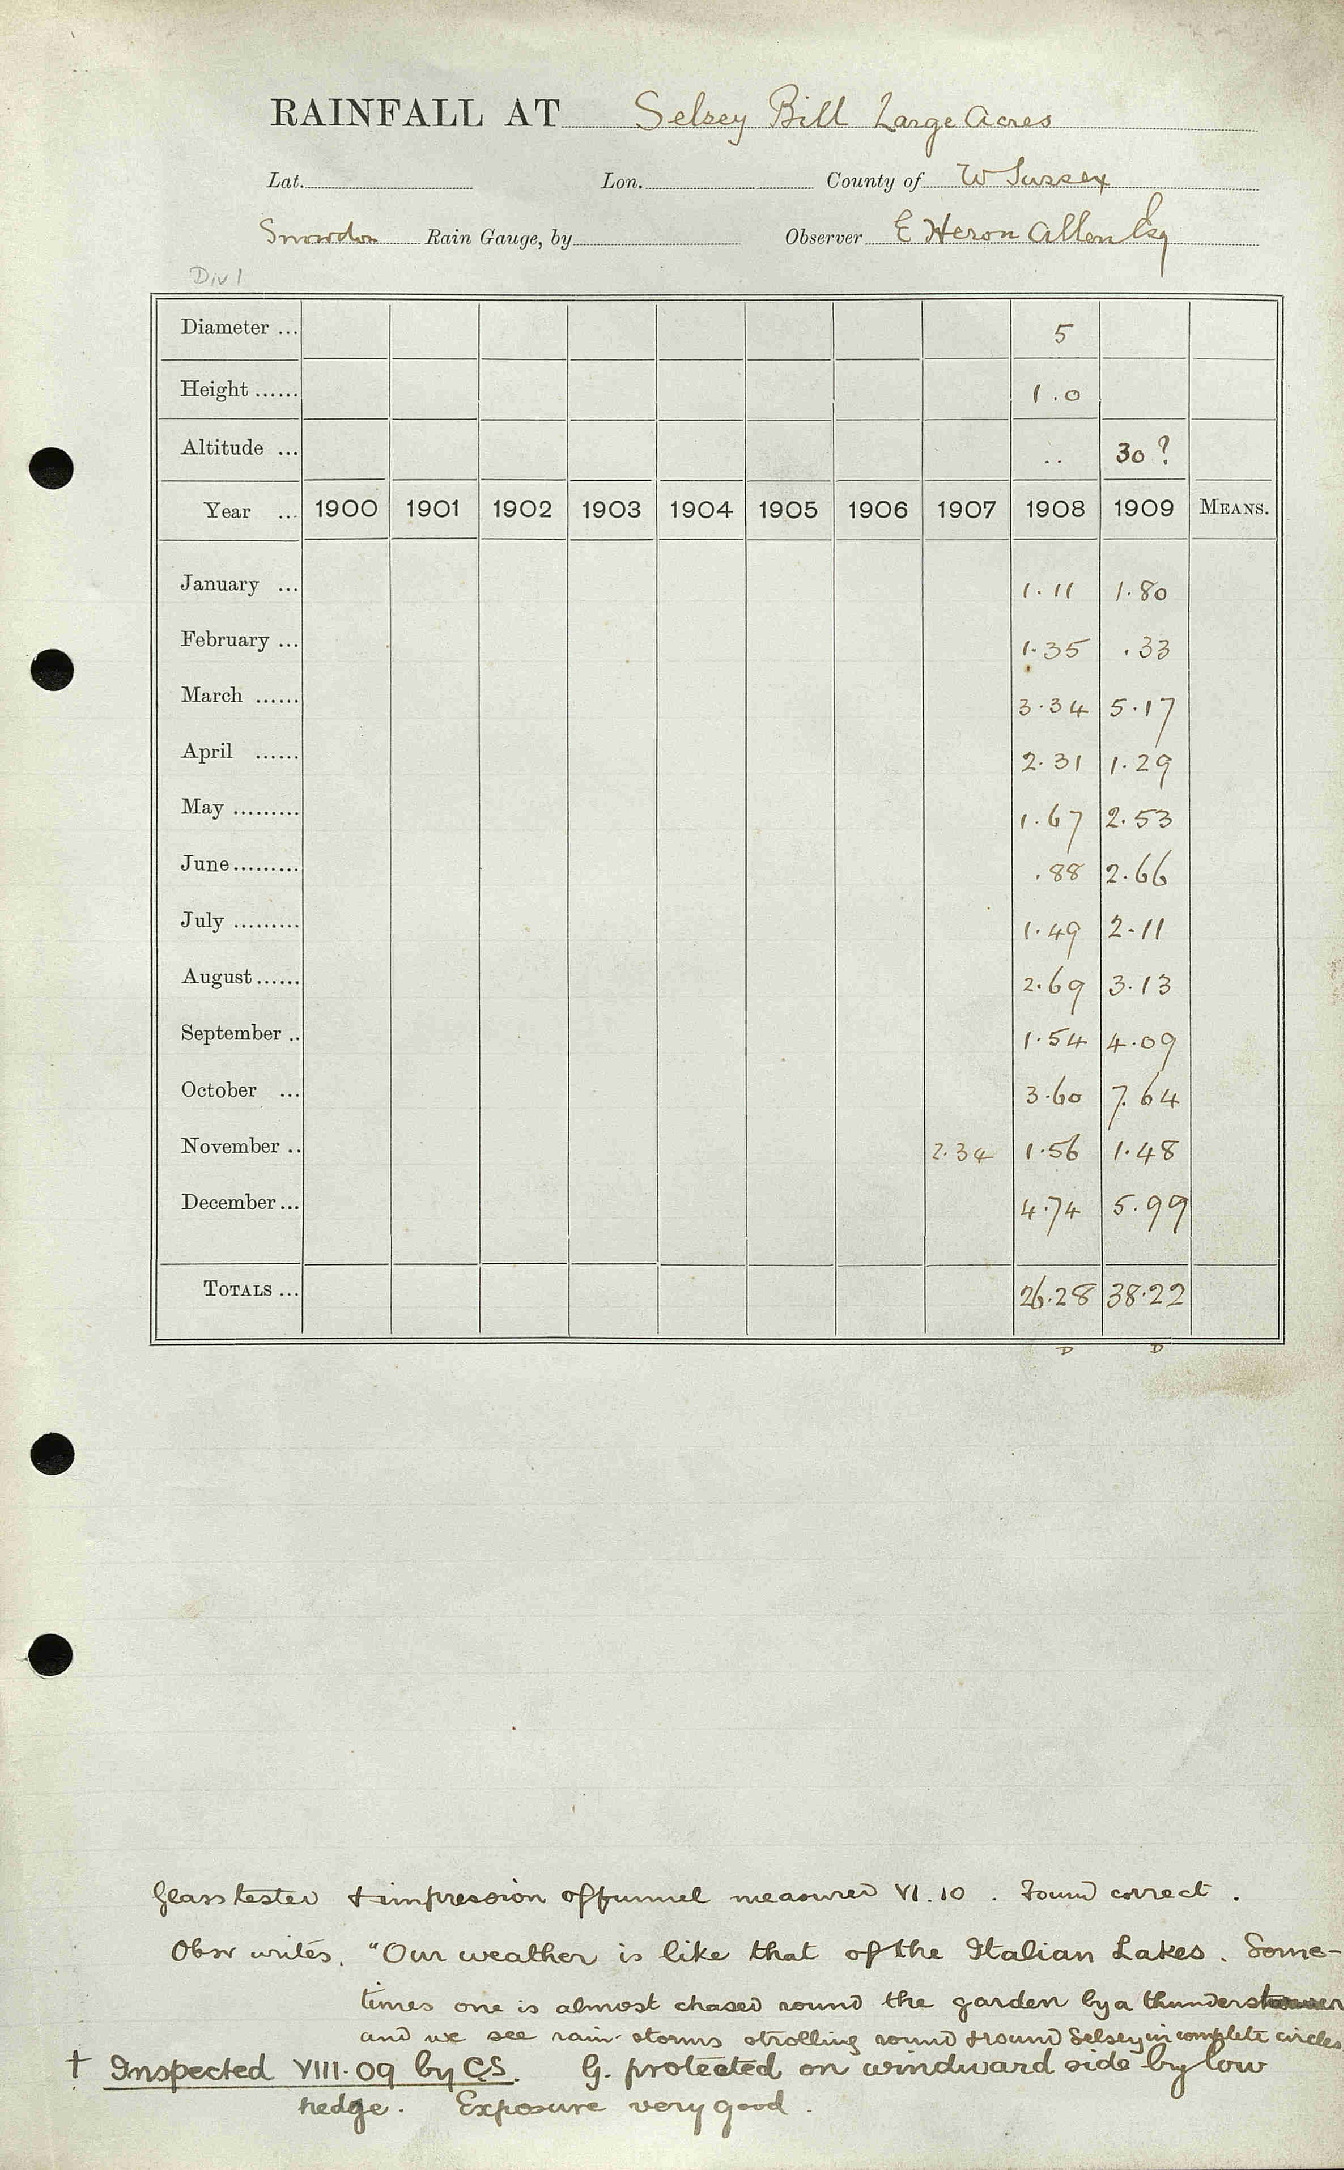 RAINFALL AT Selsey Bill Large Acres
Lat. Lon. County of W Sussex
Snowdon Rain Gauge, by Observer E Heron Allen Esq
Div 1
Diameter ... 5
Height ...... 1.0
Altitude ... .. 30?
Year ... 1900 1901 1902 1903 1904 1905 1906 1907 1908 1909 MEANS.
January ... 1.11 1.80
February ... 1.35 .33
March ...... 3.34 5.17
April ...... 2.31 1.29
May ......... 1.67 2.53
June ......... .88 2.66
July ......... 1.49 2.11
August ...... 2.69 3.13
September .. 1.54 4.09
October ... 3.60 7.64
November .. 2.34 1.56 1.48
December ... 4.74 5.99
TOTALS ... 26.28 38.22
D D
Glass tested & impression of funnel measured VI.10. Found correct.
Obsr writes, "Our weather is like that of the Italian Lakes. Some-
times one is almost chased round the garden by a
and we see rain-storms strolling round & round Selsey in complete circles
† Inspected VIII.09 by CS. G. protected on windward side by low
hedge. Exposure very good.